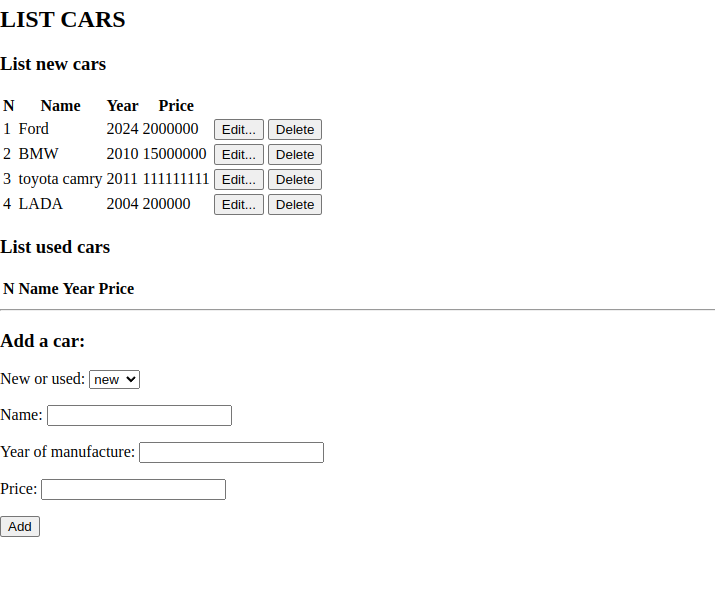 LIST CARS
List new cars
N Name Year Price
1 Ford 2024 2000000 Edit... Delete
2 BMW 2010 15000000 Edit... Delete
3 toyota camry 2011 111111111 Edit... Delete
4 LADA 2004 200000 Edit... Delete
List used cars
N Name Year Price
Add a car:
New or used: new
Name:
Year of manufacture:
Price:
Add